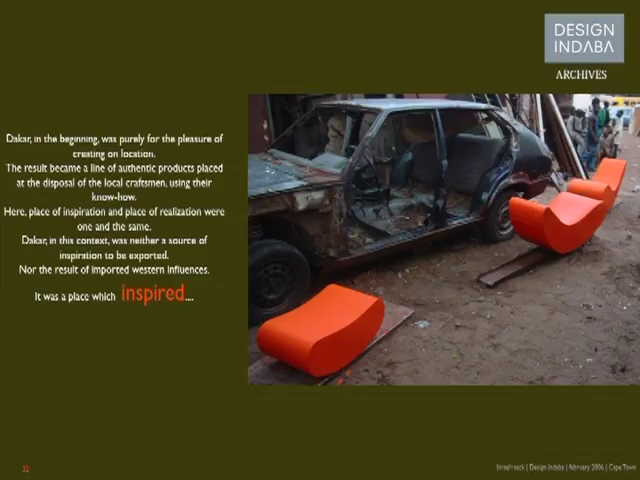 DESIGN
INDABA
ARCHIVES
Dakar, in the beginning, was purely for the pleasure of
creating on location.
The result became a line of authentic products placed
at the disposal of the local craftsmen, using their
know-how.
Here, place of inspiration and place of realization were
one and the same.
Dakar, in this context, was neither a source of
inspiration to be exported.
Nor the result of imported western influences.
It was a place which inspired....
| Design Indaba | february 2006 | Cape Town